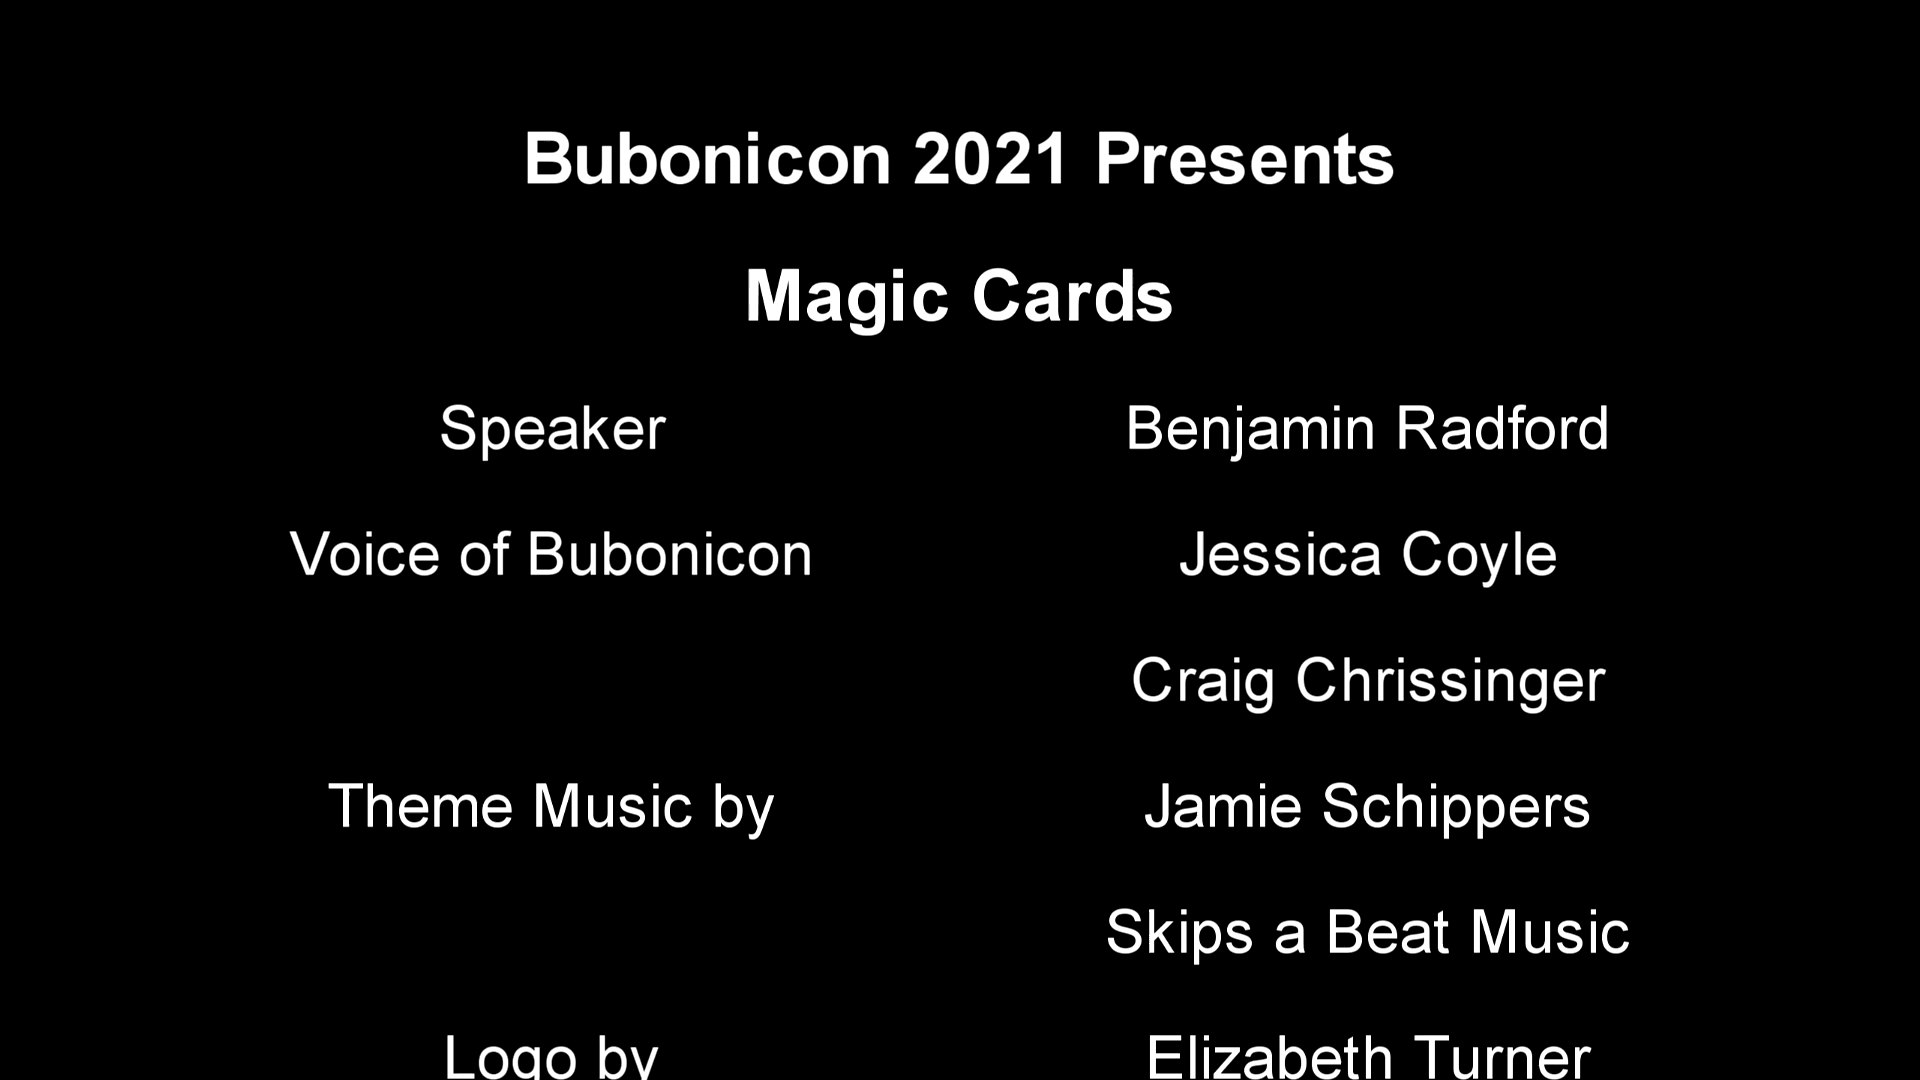 Bubonicon 2021 Presents
Magic Cards
Speaker Benjamin Radford
Voice of Bubonicon Jessica Coyle
Craig Chrissinger
Theme Music by Jamie Schippers
Skips a Beat Music
Logo by Elizabeth Turner